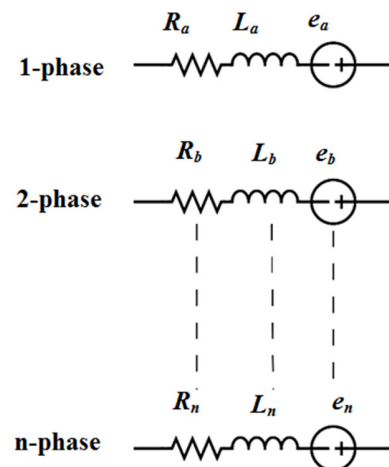 Ra La ea
1-phase
Rb Lb eb
2-phase
Rn Ln en
n-phase